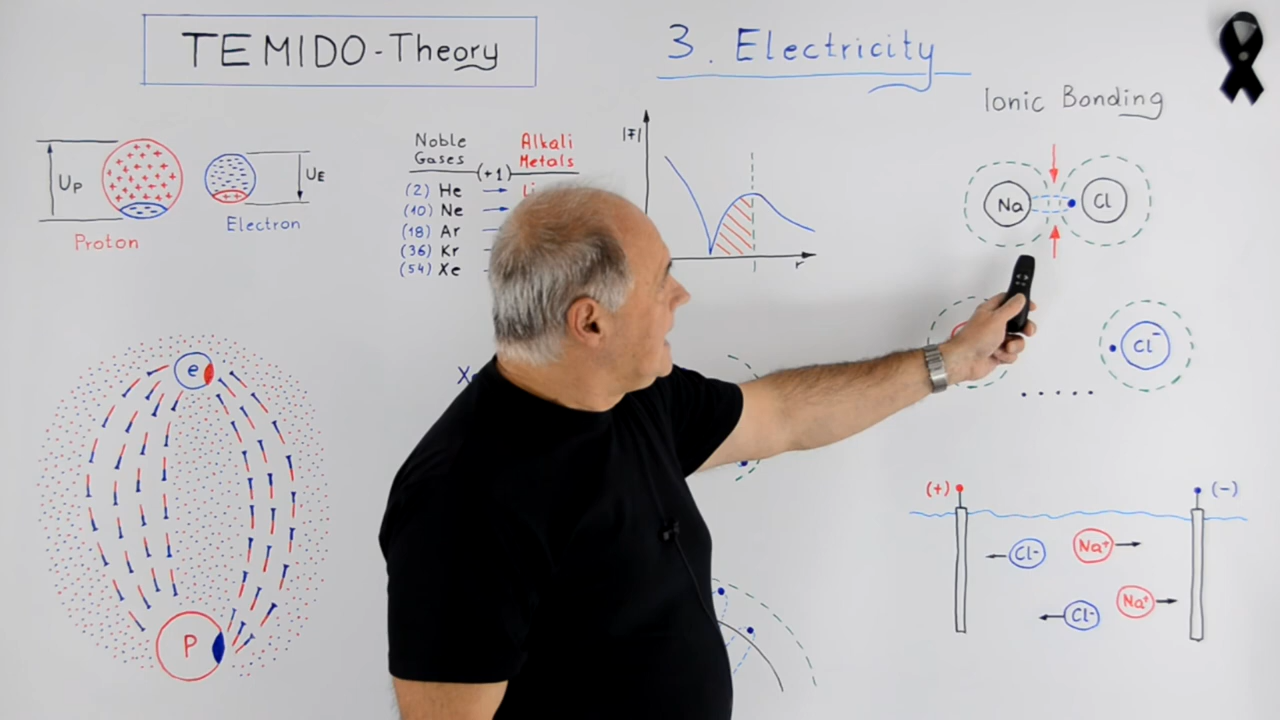 TEMIDO-Theory
3. Electricity
Ionic Bonding
UP
UE
Proton
Electron
Noble
Gases
Alkali
Metals
(+1)
(2) He
(10) Ne
(18) Ar
(36) Kr
(54) Xe
|F|
r
Na
Cl
Cl⁻
e
P
(+)
(-)
Cl-
Na+
Cl-
Na+